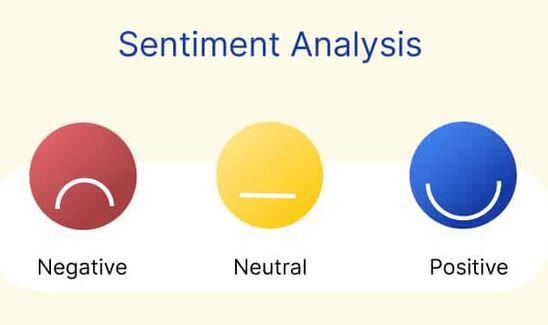 Sentiment Analysis
Negative Neutral Positive